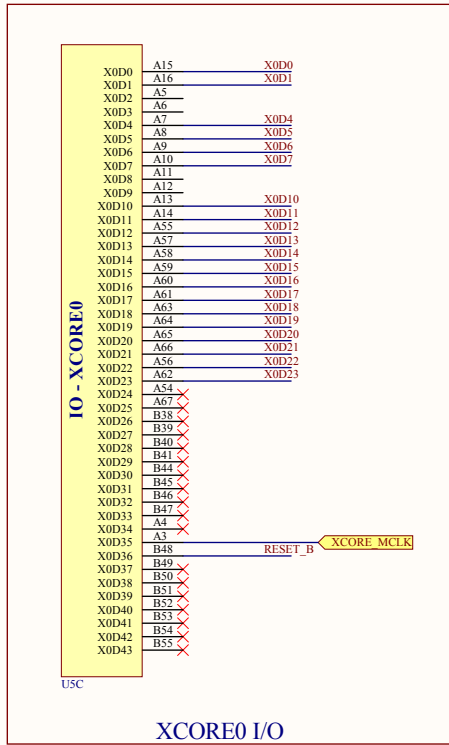 IO - XCORE0
X0D0 A15 X0D0
X0D1 A16 X0D1
X0D2 A5
X0D3 A6
X0D4 A7 X0D4
X0D5 A8 X0D5
X0D6 A9 X0D6
X0D7 A10 X0D7
X0D8 A11
X0D9 A12
X0D10 A13 X0D10
X0D11 A14 X0D11
X0D12 A55 X0D12
X0D13 A57 X0D13
X0D14 A58 X0D14
X0D15 A59 X0D15
X0D16 A60 X0D16
X0D17 A61 X0D17
X0D18 A63 X0D18
X0D19 A64 X0D19
X0D20 A65 X0D20
X0D21 A66 X0D21
X0D22 A56 X0D22
X0D23 A62 X0D23
X0D24 A54
X0D25 A67
X0D26 B38
X0D27 B39
X0D28 B40
X0D29 B41
X0D30 B44
X0D31 B45
X0D32 B46
X0D33 B47
X0D34 A4
X0D35 A3 XCORE_MCLK
X0D36 B48 RESET_B
X0D37 B49
X0D38 B50
X0D39 B51
X0D40 B52
X0D41 B53
X0D42 B54
X0D43 B55
U5C
XCORE0 I/O